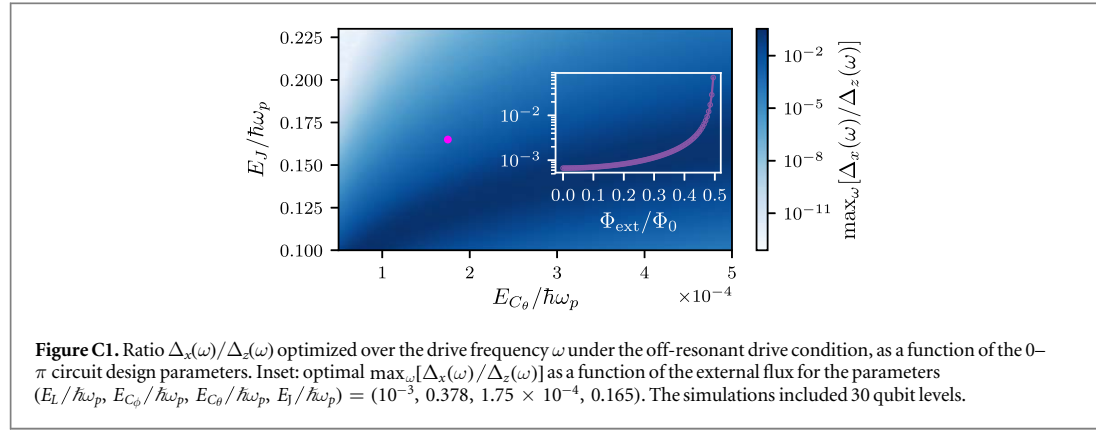 0.225
0.200
0.175
0.150
0.125
0.100
E_J/ℏω_p
1 2 3 4 5
E_{C_θ}/ℏω_p
×10^{−4}
10^{−2}
10^{−3}
0.0 0.1 0.2 0.3 0.4 0.5
Φ_ext/Φ_0
10^{−2}
10^{−5}
10^{−8}
10^{−11}
max_ω[Δ_x(ω)/Δ_z(ω)]
Figure C1. Ratio Δ_x(ω)/Δ_z(ω) optimized over the drive frequency ω under the off-resonant drive condition, as a function of the 0–
π circuit design parameters. Inset: optimal max_ω[Δ_x(ω)/Δ_z(ω)] as a function of the external flux for the parameters
(E_L/ℏω_p, E_{C_ϕ}/ℏω_p, E_{C_θ}/ℏω_p, E_J/ℏω_p) = (10^{−3}, 0.378, 1.75 × 10^{−4}, 0.165). The simulations included 30 qubit levels.